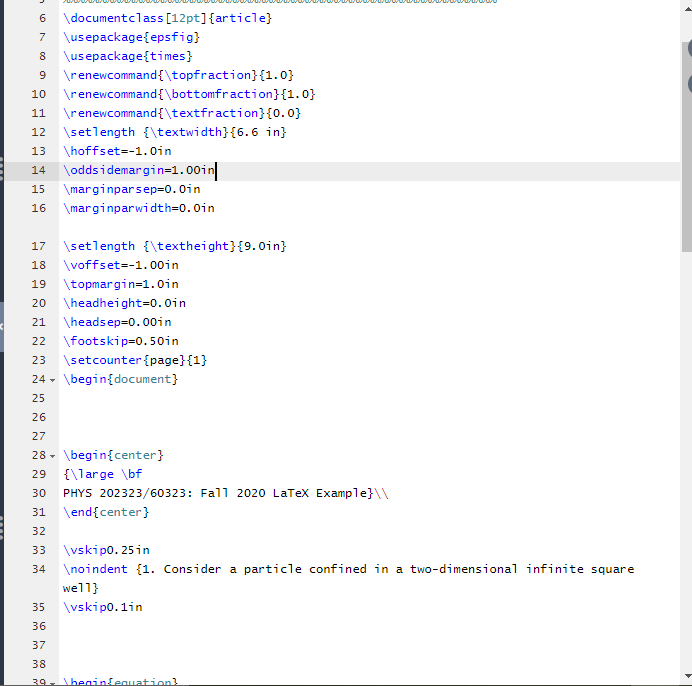 6 \documentclass[12pt]{article}
7 \usepackage{epsfig}
8 \usepackage{times}
9 \renewcommand{\topfraction}{1.0}
10 \renewcommand{\bottomfraction}{1.0}
11 \renewcommand{\textfraction}{0.0}
12 \setlength {\textwidth}{6.6 in}
13 \hoffset=-1.0in
14 \oddsidemargin=1.00in
15 \marginparsep=0.0in
16 \marginparwidth=0.0in
17 \setlength {\textheight}{9.0in}
18 \voffset=-1.00in
19 \topmargin=1.0in
20 \headheight=0.0in
21 \headsep=0.00in
22 \footskip=0.50in
23 \setcounter{page}{1}
24 \begin{document}
25
26
27
28 \begin{center}
29 {\large \bf
30 PHYS 202323/60323: Fall 2020 LaTeX Example}\\
31 \end{center}
32
33 \vskip0.25in
34 \noindent {1. Consider a particle confined in a two-dimensional infinite square
well}
35 \vskip0.1in
36
37
38
39 \begin{equation}